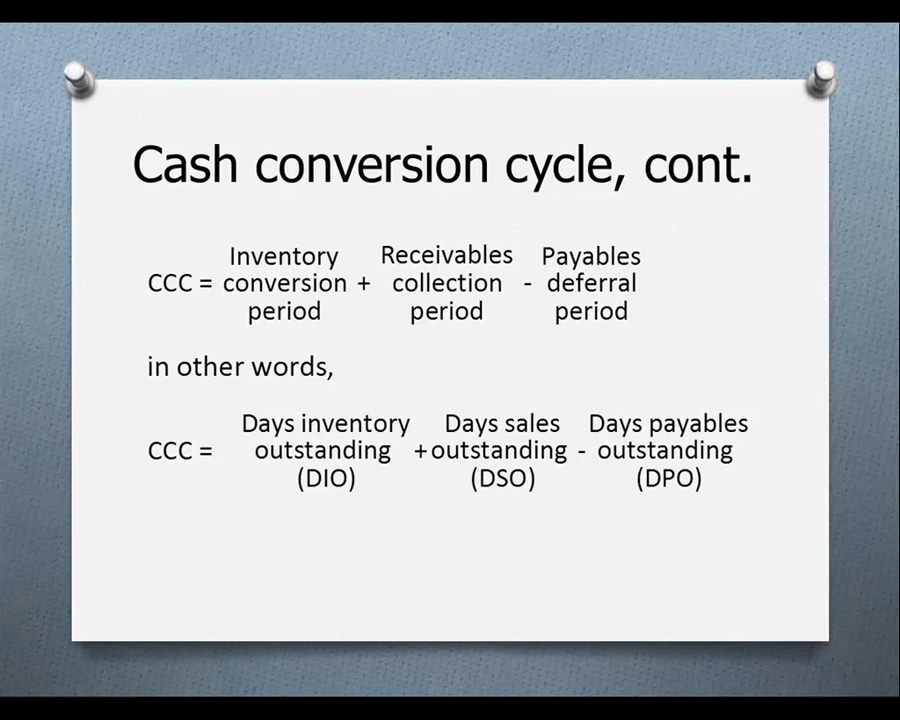 Cash conversion cycle, cont.
Inventory Receivables Payables
CCC = conversion + collection - deferral
period period period
in other words,
Days inventory Days sales Days payables
CCC = outstanding + outstanding - outstanding
(DIO) (DSO) (DPO)